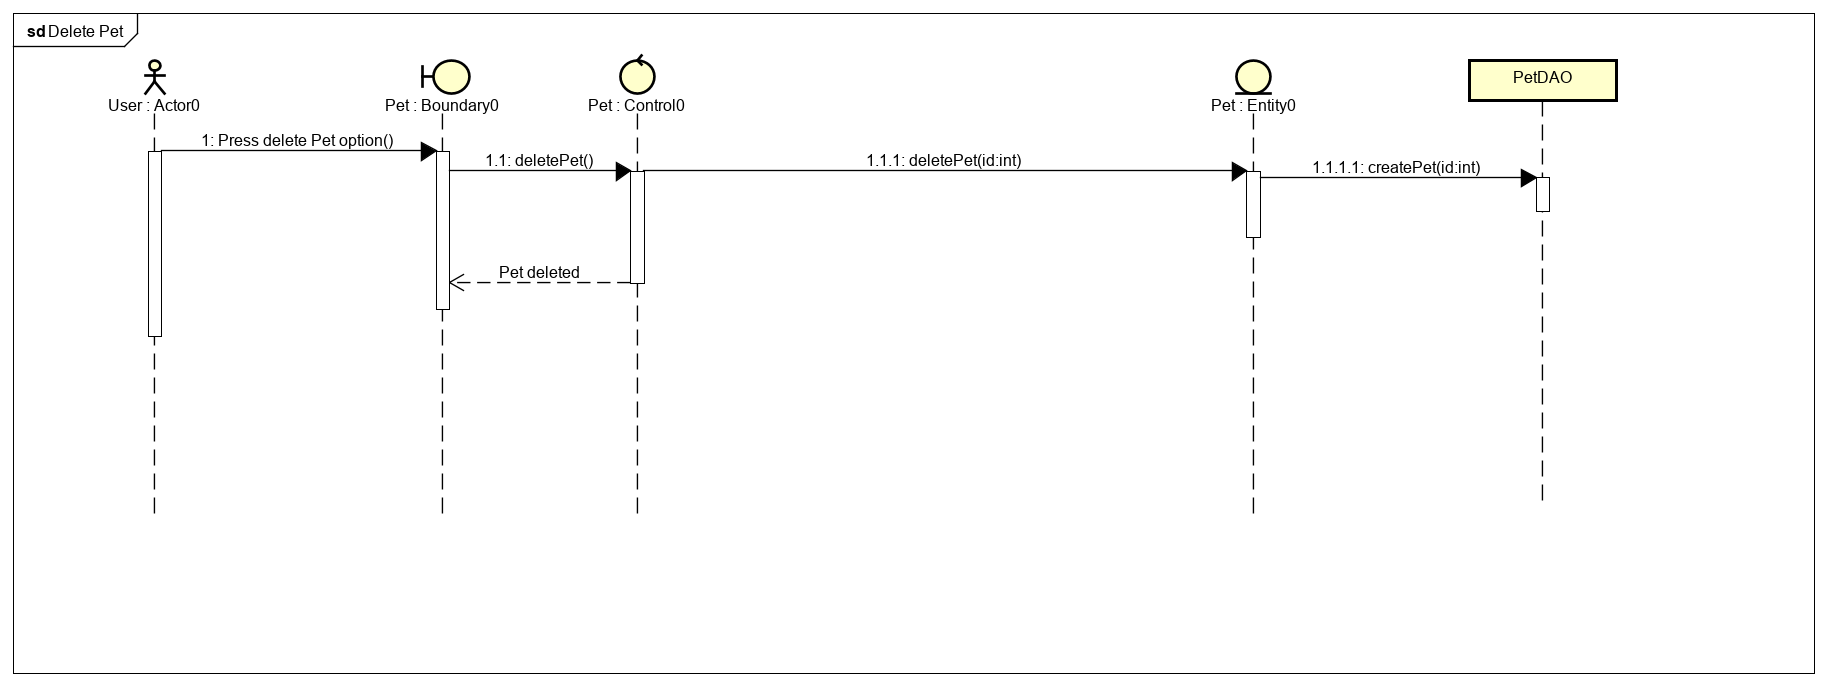 sd Delete Pet
User : Actor0
Pet : Boundary0
Pet : Control0
Pet : Entity0
PetDAO
1: Press delete Pet option()
1.1: deletePet()
1.1.1: deletePet(id:int)
1.1.1.1: createPet(id:int)
Pet deleted